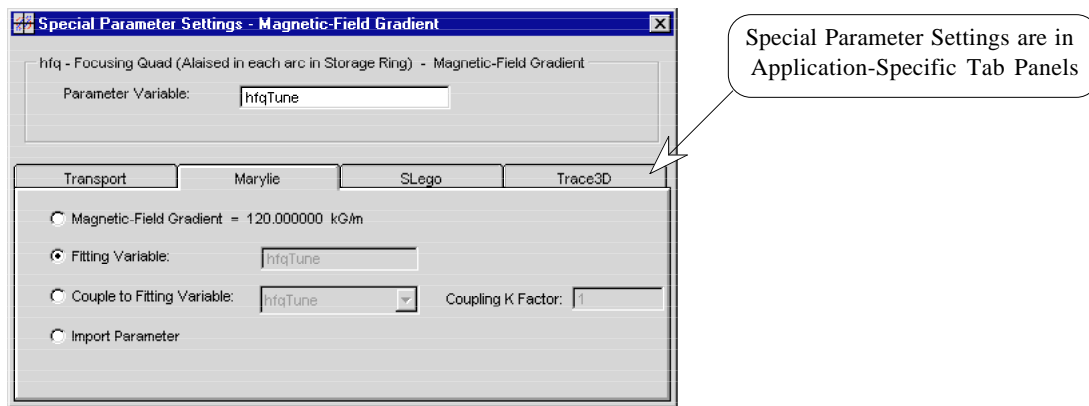 Special Parameter Settings - Magnetic-Field Gradient
Special Parameter Settings are in
Application-Specific Tab Panels
hfq - Focusing Quad (Alaised in each arc in Storage Ring) - Magnetic-Field Gradient
Parameter Variable: hfqTune
Transport Marylie SLego Trace3D
Magnetic-Field Gradient = 120.000000 kG/m
Fitting Variable: hfqTune
Couple to Fitting Variable: hfqTune Coupling K Factor: 1
Import Parameter